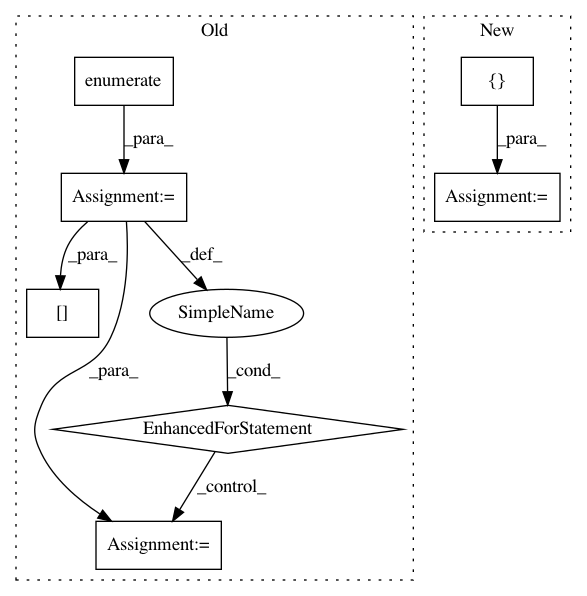 Old
New
enumerate
{}
_para_
_para_
Assignment:=
Assignment:=
_para_
_def_
[]
SimpleName
_para_
_cond_
EnhancedForStatement
_control_
Assignment:=